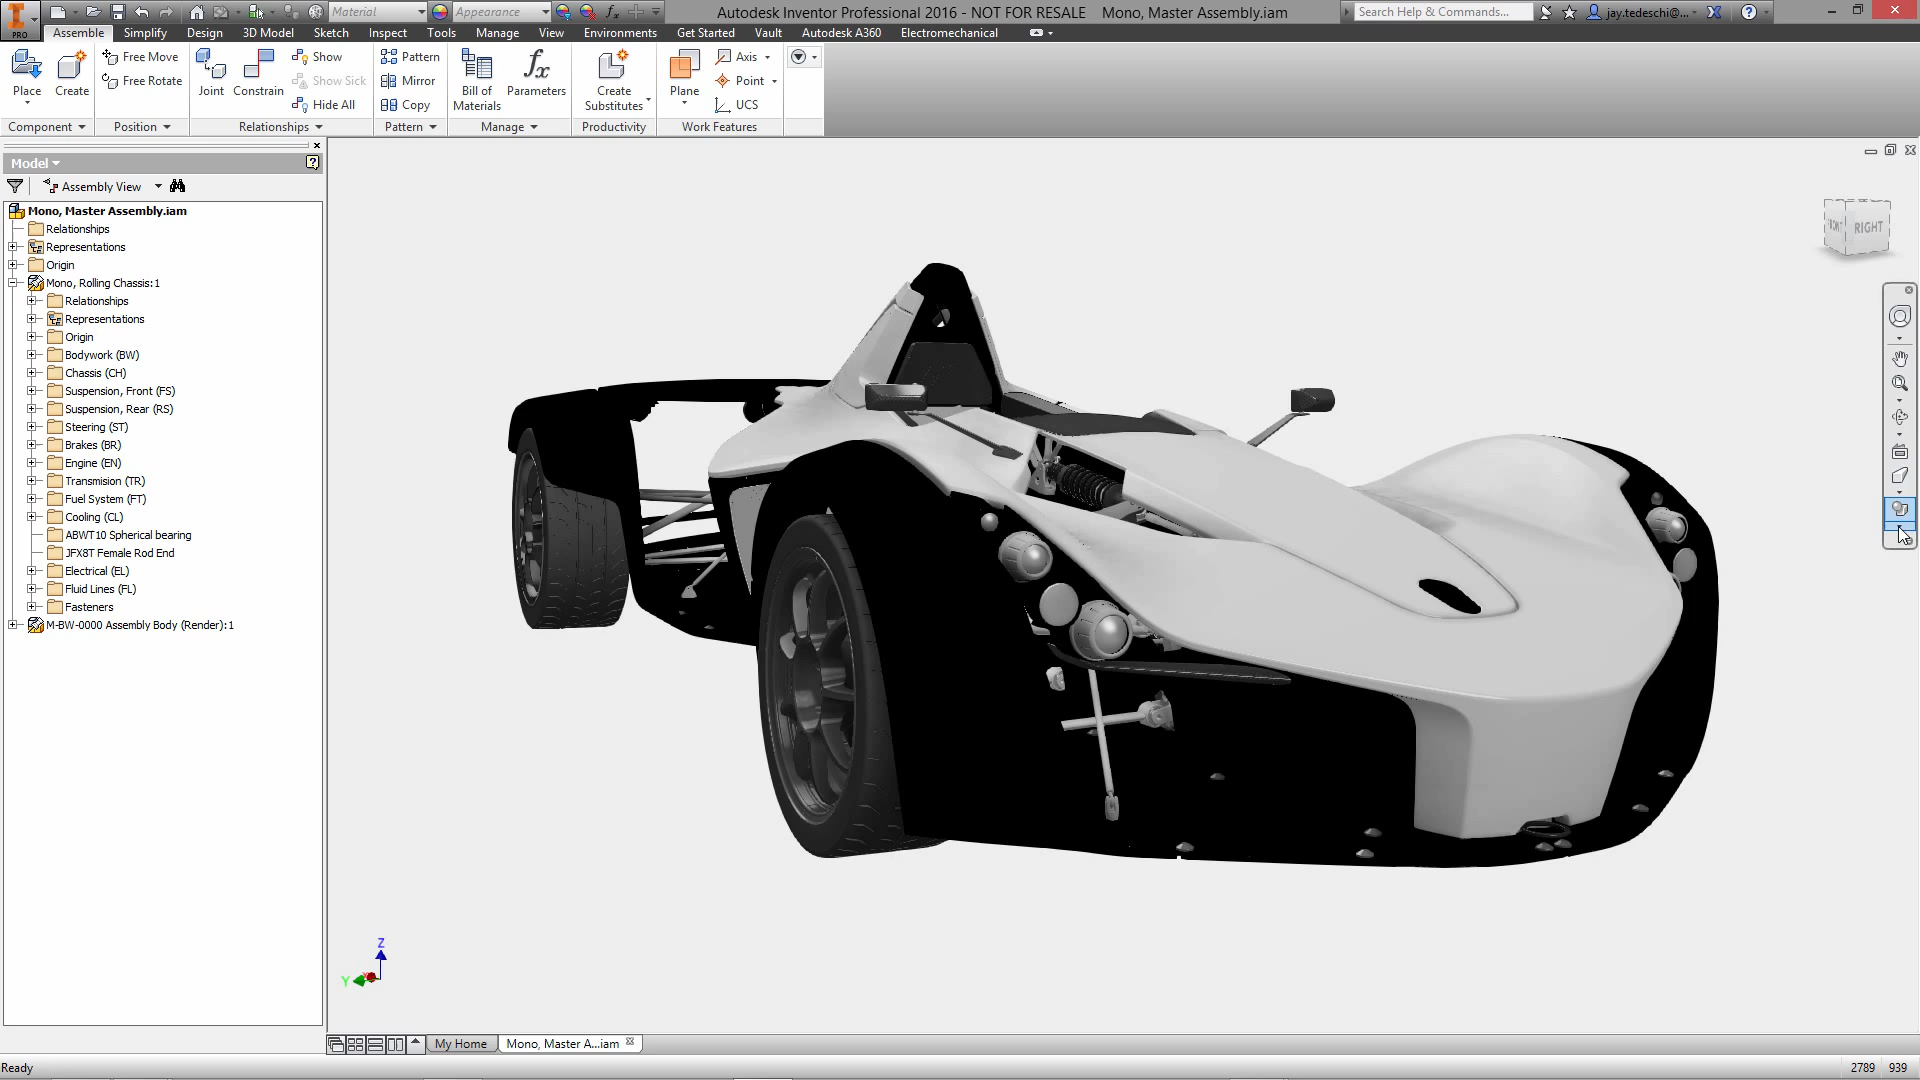 Material
Appearance
Autodesk Inventor Professional 2016 - NOT FOR RESALE Mono, Master Assembly.iam
Search Help & Commands...
jay.tedeschi@...
PRO
Assemble Simplify Design 3D Model Sketch Inspect Tools Manage View Environments Get Started Vault Autodesk A360 Electromechanical
Place
Create
Free Move
Free Rotate
Joint
Constrain
Show
Show Sick
Hide All
Pattern
Mirror
Copy
Bill of
Materials
Parameters
Create
Substitutes
Plane
Axis
Point
UCS
Component Position Relationships Pattern Manage Productivity Work Features
Model
Assembly View
Mono, Master Assembly.iam
Relationships
Representations
Origin
Mono, Rolling Chassis:1
Relationships
Representations
Origin
Bodywork (BW)
Chassis (CH)
Suspension, Front (FS)
Suspension, Rear (RS)
Steering (ST)
Brakes (BR)
Engine (EN)
Transmision (TR)
Fuel System (FT)
Cooling (CL)
ABWT10 Spherical bearing
JFX8T Female Rod End
Electrical (EL)
Fluid Lines (FL)
Fasteners
M-BW-0000 Assembly Body (Render):1
FRONT RIGHT
Z
Y
My Home
Mono, Master A...iam
Ready
2789 939